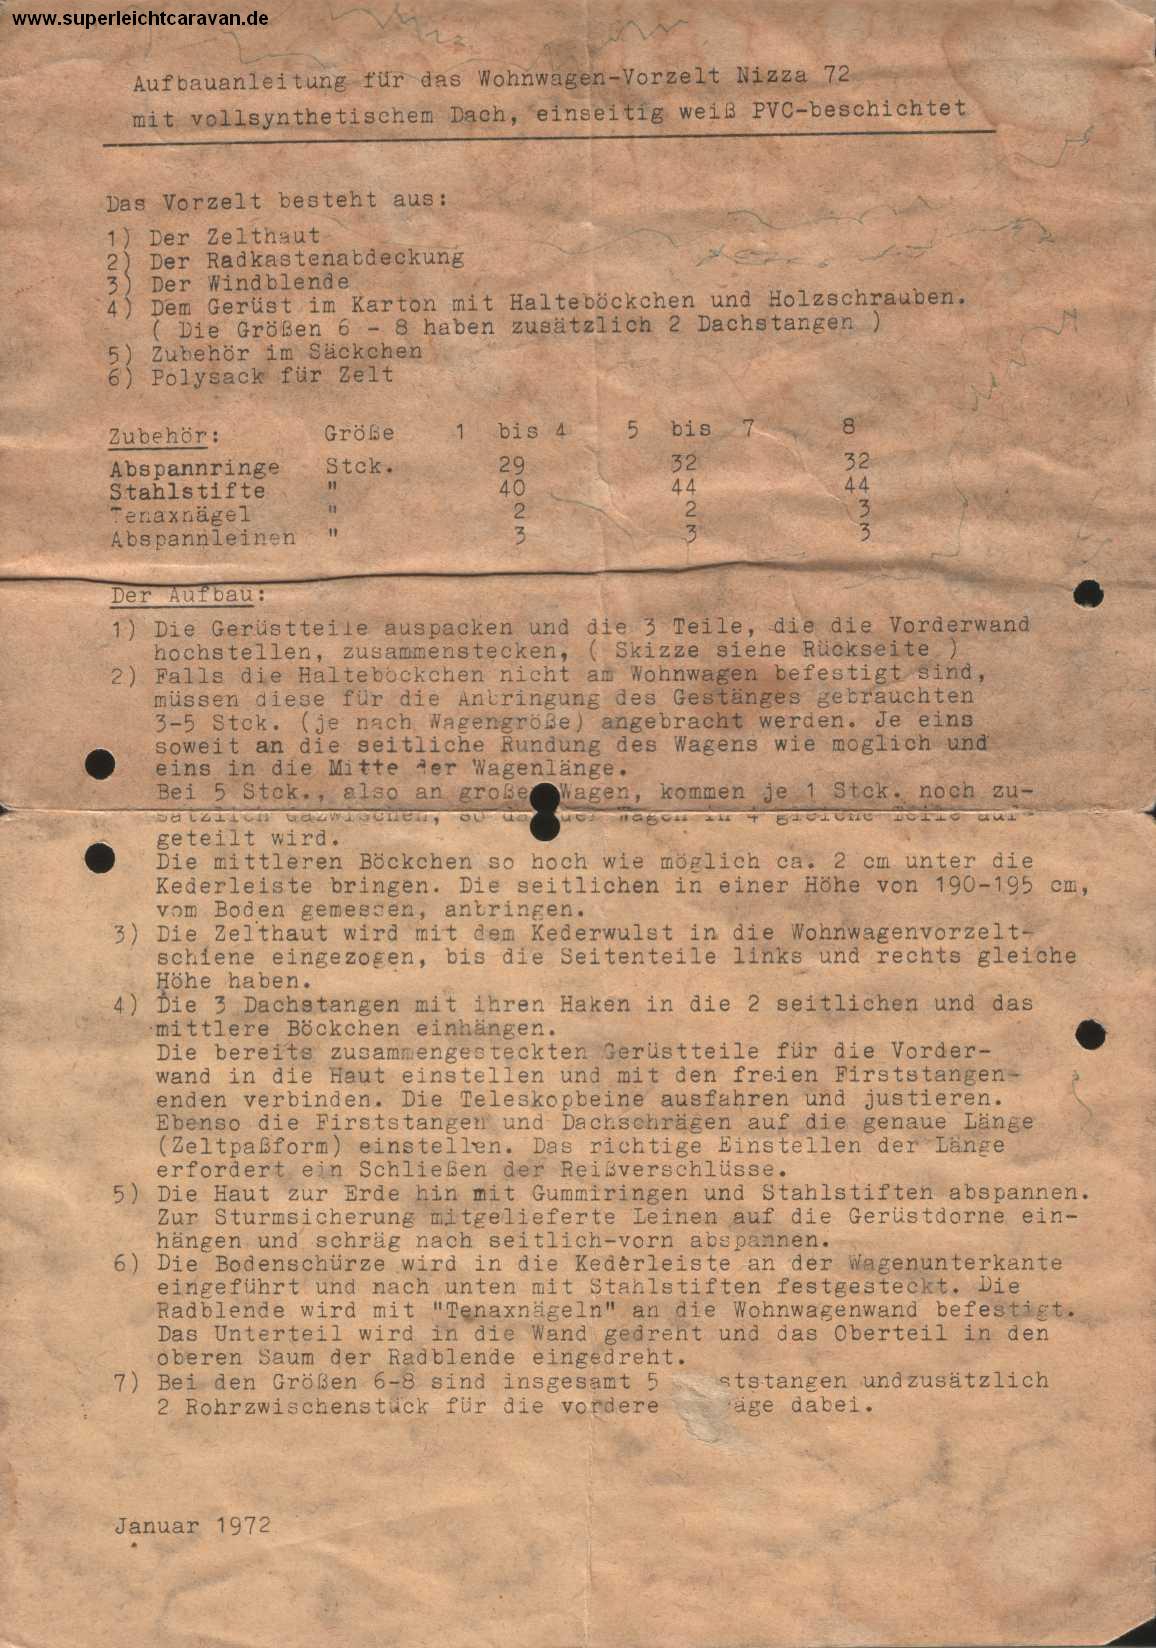 www.superleichtcaravan.de
Aufbauanleitung für das Wohnwagen-Vorzelt Nizza 72
mit vollsynthetischem Dach, einseitig weiß PVC-beschichtet
Das Vorzelt besteht aus:
1) Der Zelthaut
2) Der Radkastenabdeckung
3) Der Windblende
4) Dem Gerüst im Karton mit Halteböckchen und Holzschrauben.
( Die Größen 6 - 8 haben zusätzlich 2 Dachstangen )
5) Zubehör im Säckchen
6) Polysack für Zelt
Zubehör: Größe 1 bis 4 5 bis 7 8
Abspannringe Stck. 29 32 32
Stahlstifte " 40 44 44
Tenaxnägel " 2 2 3
Abspannleinen " 3 3 3
Der Aufbau:
1) Die Gerüstteile auspacken und die 3 Teile, die die Vorderwand
hochstellen, zusammenstecken, ( Skizze siehe Rückseite )
2) Falls die Halteböckchen nicht am Wohnwagen befestigt sind,
müssen diese für die Anbringung des Gestänges gebrauchten
3-5 Stck. (je nach Wagengröße) angebracht werden. Je eins
soweit an die seitliche Rundung des Wagens wie moglich und
eins in die Mitte der Wagenlänge.
Bei 5 Stck., also an große Wagen, kommen je 1 Stck. noch zu-
sätzlich dazwischen, so der Wagen in 4 gleiche Teile auf-
geteilt wird.
Die mittleren Böckchen so hoch wie möglich ca. 2 cm unter die
Kederleiste bringen. Die seitlichen in einer Höhe von 190-195 cm,
vom Boden gemessen, anbringen.
3) Die Zelthaut wird mit dem Kederwulst in die Wohnwagenvorzelt-
schiene eingezogen, bis die Seitenteile links und rechts gleiche
Höhe haben.
4) Die 3 Dachstangen mit ihren Haken in die 2 seitlichen und das
mittlere Böckchen einhängen.
Die bereits zusammengesteckten Gerüstteile für die Vorder-
wand in die Haut einstellen und mit den freien Firststangen-
enden verbinden. Die Teleskopbeine ausfahren und justieren.
Ebenso die Firststangen und Dachschrägen auf die genaue Länge
(Zeltpaßform) einstellen. Das richtige Einstellen der Länge
erfordert ein Schließen der Reißverschlüsse.
5) Die Haut zur Erde hin mit Gummiringen und Stahlstiften abspannen.
Zur Sturmsicherung mitgelieferte Leinen auf die Gerüstdorne ein-
hängen und schräg nach seitlich-vorn abspannen.
6) Die Bodenschürze wird in die Kederleiste an der Wagenunterkante
eingeführt und nach unten mit Stahlstiften festgesteckt. Die
Radblende wird mit "Tenaxnägeln" an die Wohnwagenwand befestigt.
Das Unterteil wird in die Wand gedreht und das Oberteil in den
oberen Saum der Radblende eingedreht.
7) Bei den Größen 6-8 sind insgesamt 5 undzusätzlich
2 Rohrzwischenstück für die vordere dabei.
Januar 1972